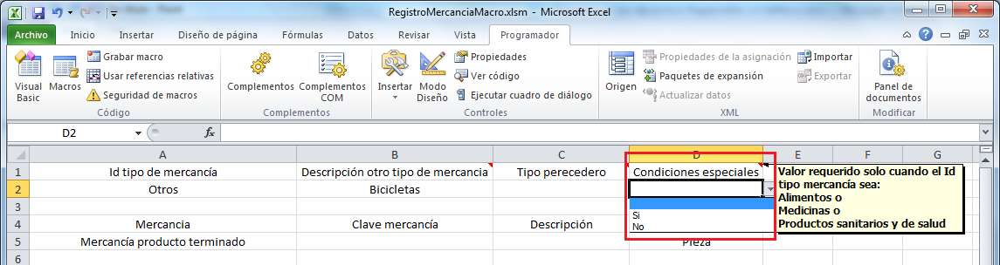 RegistroMercanciaMacro.xlsm - Microsoft Excel
Archivo Inicio Insertar Diseño de página Fórmulas Datos Revisar Vista Programador
Visual Basic
Macros
Grabar macro
Usar referencias relativas
Seguridad de macros
Código
Complementos
Complementos COM
Complementos
Insertar
Modo Diseño
Propiedades
Ver código
Ejecutar cuadro de diálogo
Controles
Origen
Propiedades de la asignación
Paquetes de expansión
Actualizar datos
Importar
Exportar
XML
Panel de documentos
Modificar
D2 fx
A B C D E F G
1 Id tipo de mercancía Descripción otro tipo de mercancia Tipo perecedero Condiciones especiales
2 Otros Bicicletas
3
4 Mercancia Clave mercancía Descripción
5 Mercancía producto terminado Pieza
6
Si
No
Valor requerido solo cuando el Id
tipo mercancía sea:
Alimentos o
Medicinas o
Productos sanitarios y de salud